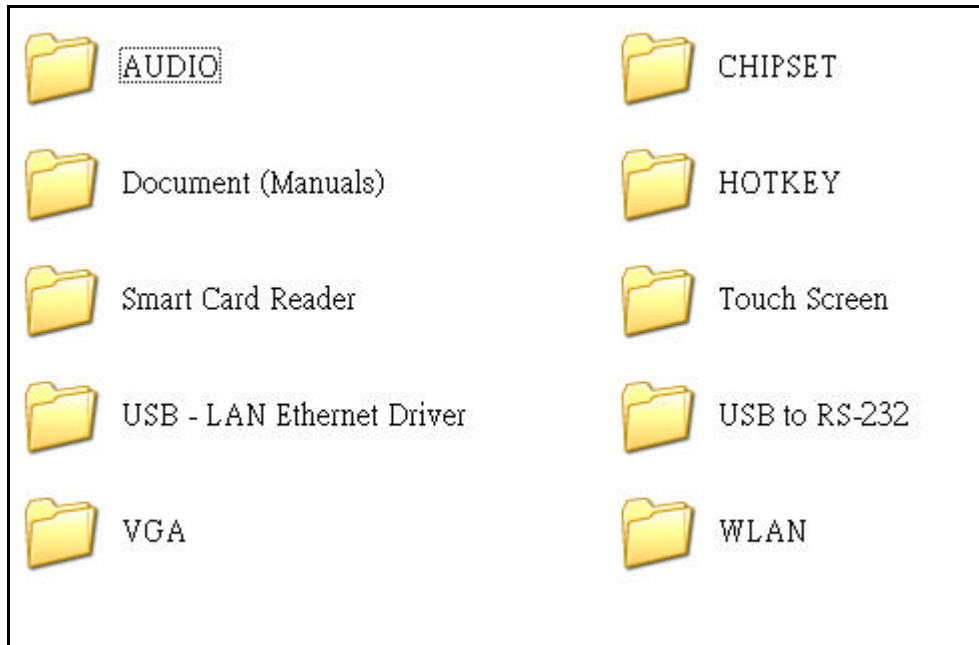 AUDIO
CHIPSET
Document (Manuals)
HOTKEY
Smart Card Reader
Touch Screen
USB - LAN Ethernet Driver
USB to RS-232
VGA
WLAN